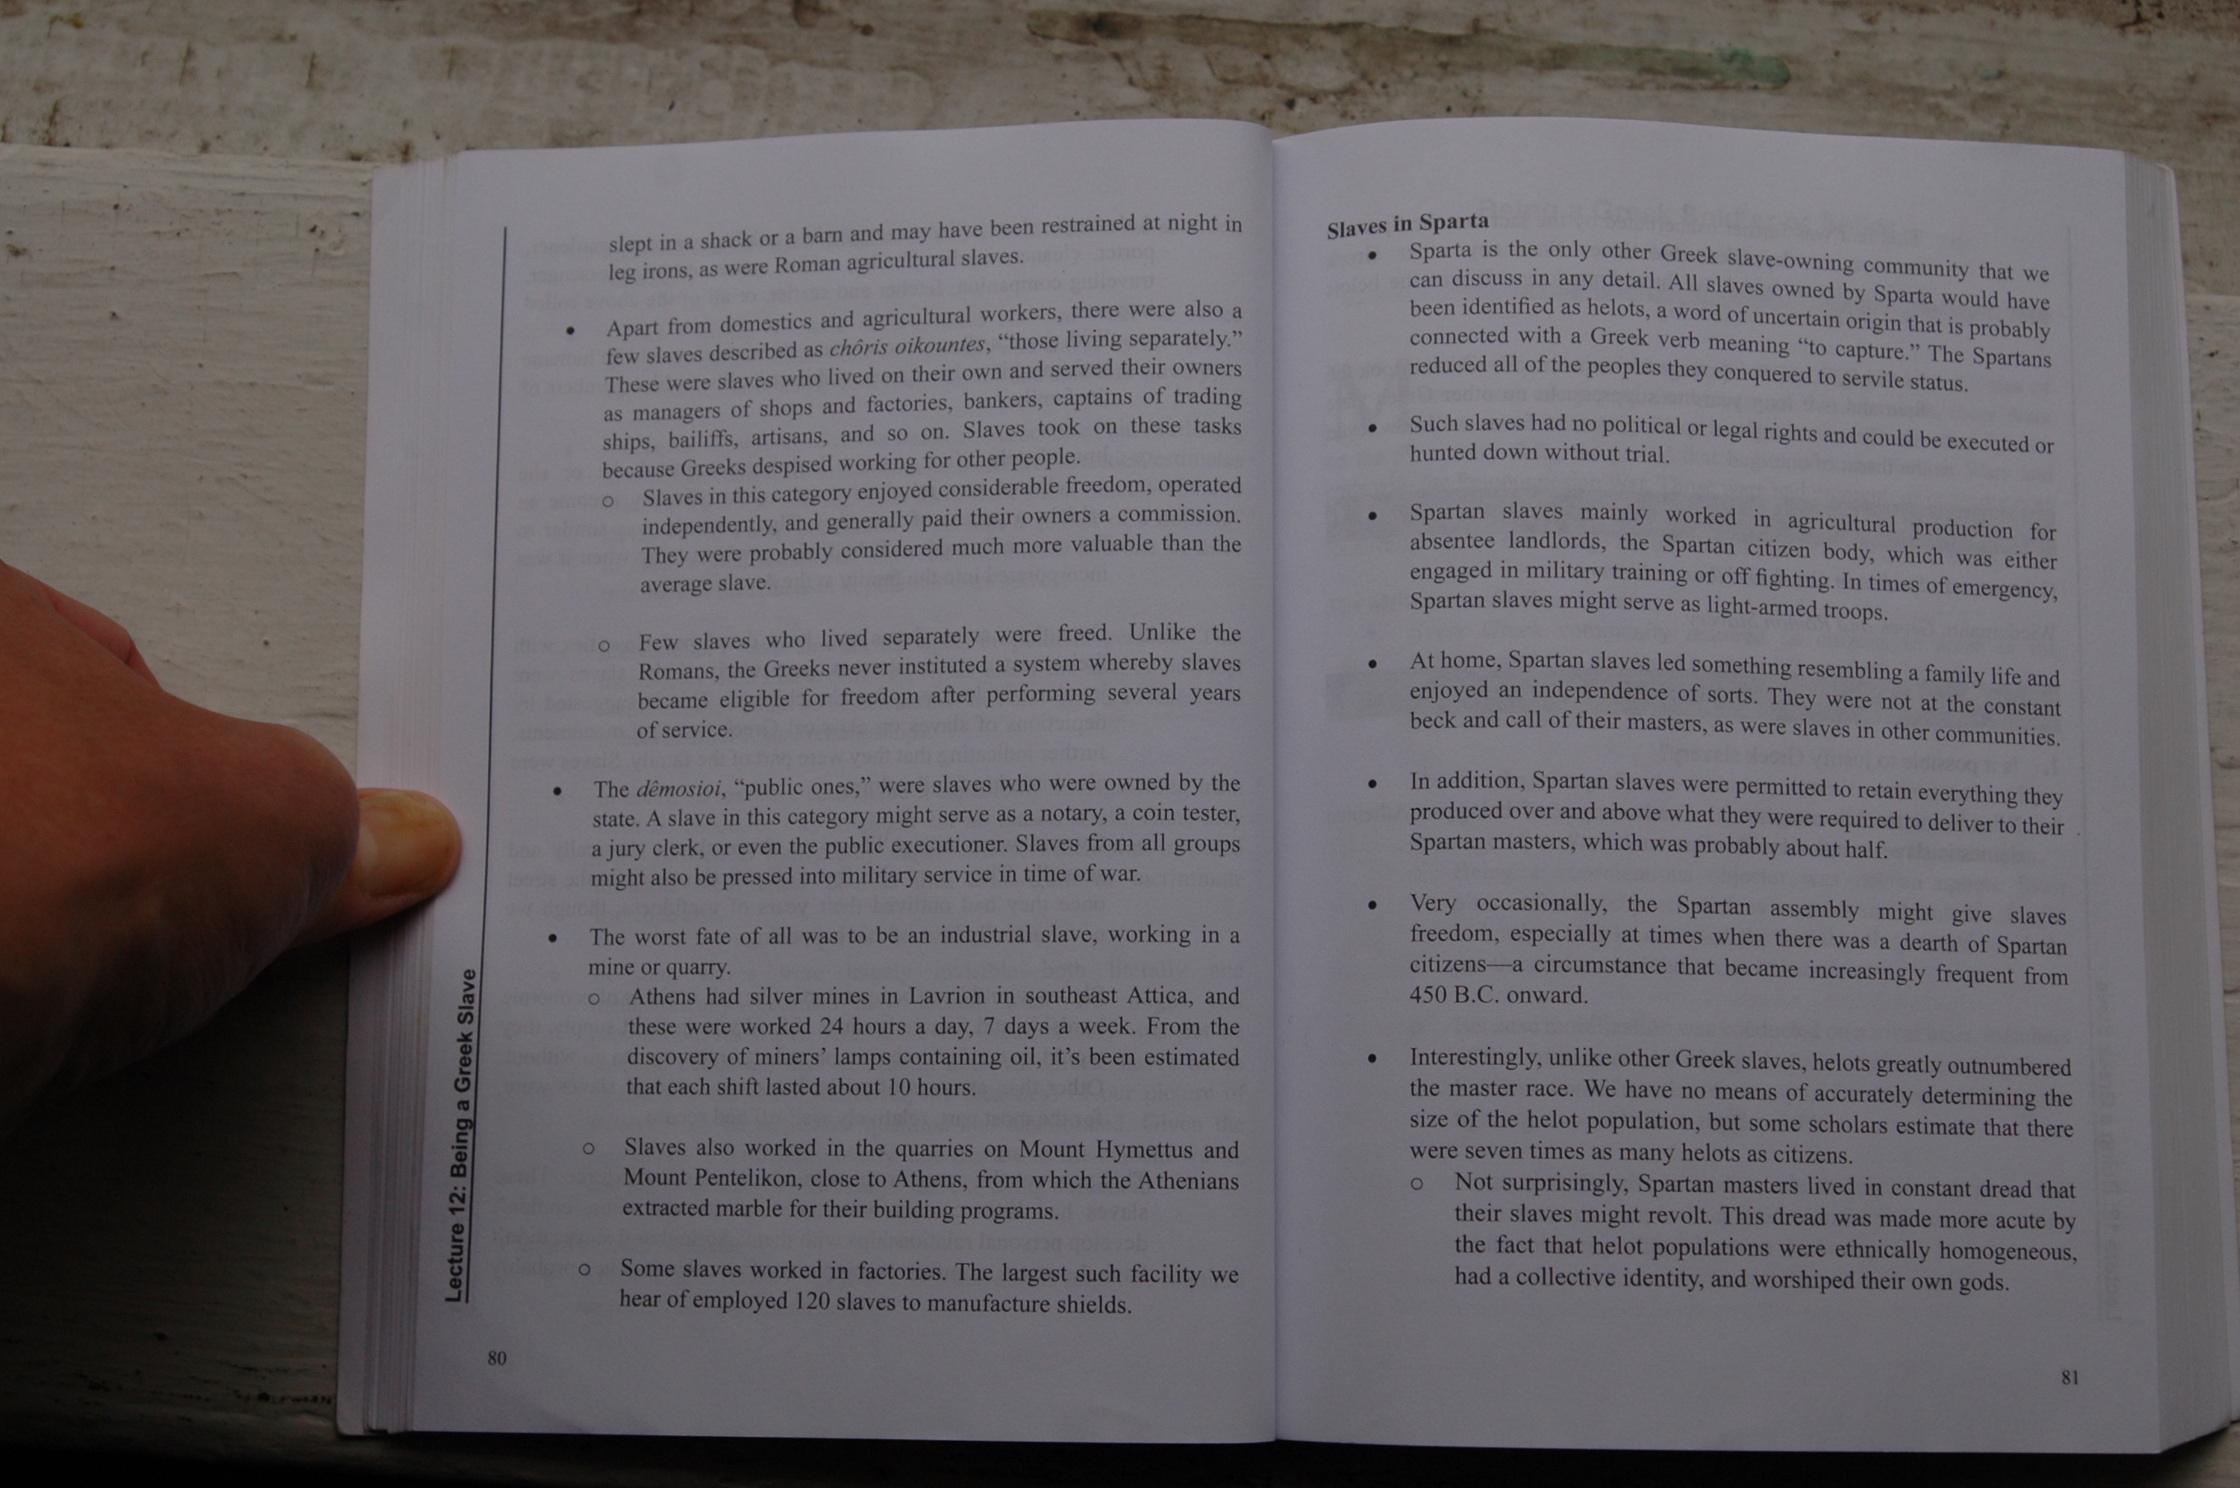 slept in a shack or a barn and may have been restrained at night in
leg irons, as were Roman agricultural slaves.
• Apart from domestics and agricultural workers, there were also a
few slaves described as chôris oikountes, “those living separately.”
These were slaves who lived on their own and served their owners
as managers of shops and factories, bankers, captains of trading
ships, bailiffs, artisans, and so on. Slaves took on these tasks
because Greeks despised working for other people.
o Slaves in this category enjoyed considerable freedom, operated
independently, and generally paid their owners a commission.
They were probably considered much more valuable than the
average slave.
o Few slaves who lived separately were freed. Unlike the
Romans, the Greeks never instituted a system whereby slaves
became eligible for freedom after performing several years
of service.
• The dêmosioi, “public ones,” were slaves who were owned by the
state. A slave in this category might serve as a notary, a coin tester,
a jury clerk, or even the public executioner. Slaves from all groups
might also be pressed into military service in time of war.
• The worst fate of all was to be an industrial slave, working in a
mine or quarry.
o Athens had silver mines in Lavrion in southeast Attica, and
these were worked 24 hours a day, 7 days a week. From the
discovery of miners’ lamps containing oil, it’s been estimated
that each shift lasted about 10 hours.
o Slaves also worked in the quarries on Mount Hymettus and
Mount Pentelikon, close to Athens, from which the Athenians
extracted marble for their building programs.
o Some slaves worked in factories. The largest such facility we
hear of employed 120 slaves to manufacture shields.
Lecture 12: Being a Greek Slave
80
Slaves in Sparta
• Sparta is the only other Greek slave-owning community that we
can discuss in any detail. All slaves owned by Sparta would have
been identified as helots, a word of uncertain origin that is probably
connected with a Greek verb meaning “to capture.” The Spartans
reduced all of the peoples they conquered to servile status.
• Such slaves had no political or legal rights and could be executed or
hunted down without trial.
• Spartan slaves mainly worked in agricultural production for
absentee landlords, the Spartan citizen body, which was either
engaged in military training or off fighting. In times of emergency,
Spartan slaves might serve as light-armed troops.
• At home, Spartan slaves led something resembling a family life and
enjoyed an independence of sorts. They were not at the constant
beck and call of their masters, as were slaves in other communities.
• In addition, Spartan slaves were permitted to retain everything they
produced over and above what they were required to deliver to their
Spartan masters, which was probably about half.
• Very occasionally, the Spartan assembly might give slaves
freedom, especially at times when there was a dearth of Spartan
citizens—a circumstance that became increasingly frequent from
450 B.C. onward.
• Interestingly, unlike other Greek slaves, helots greatly outnumbered
the master race. We have no means of accurately determining the
size of the helot population, but some scholars estimate that there
were seven times as many helots as citizens.
o Not surprisingly, Spartan masters lived in constant dread that
their slaves might revolt. This dread was made more acute by
the fact that helot populations were ethnically homogeneous,
had a collective identity, and worshiped their own gods.
81